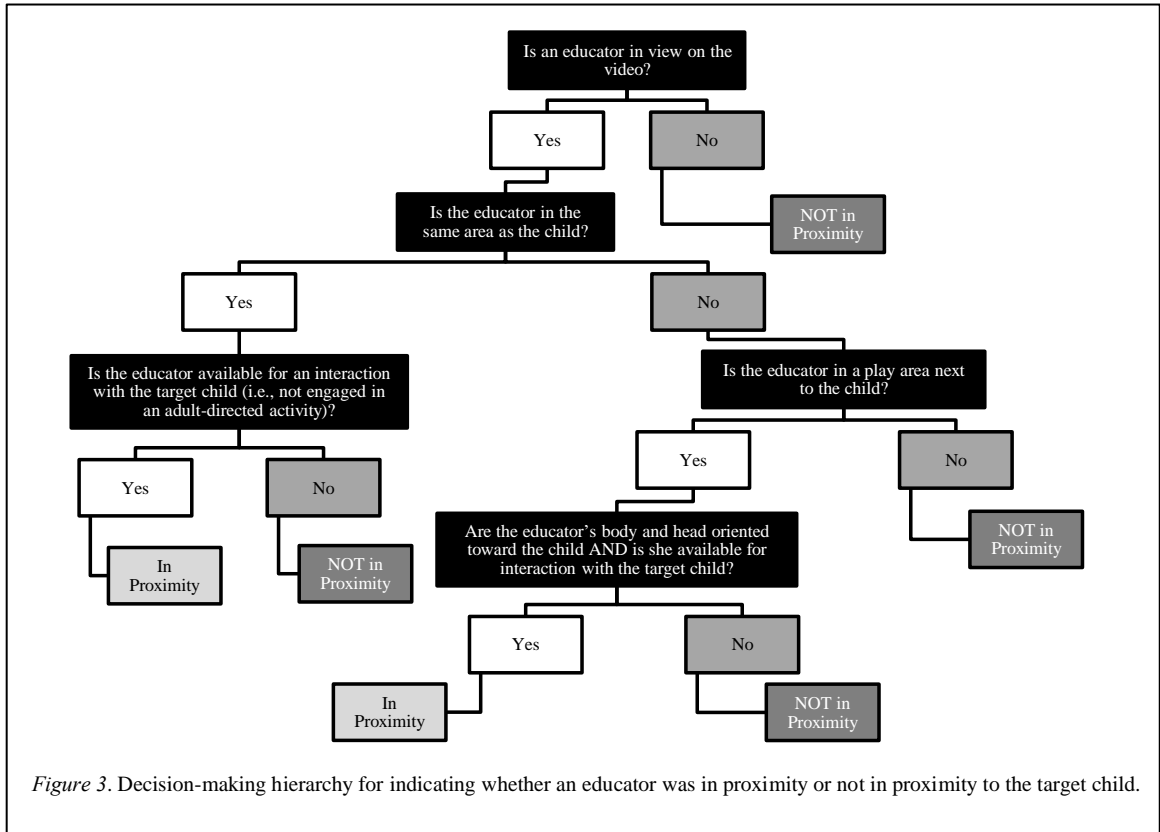 Is an educator in view on the
video?
Yes
No
Is the educator in the
same area as the child?
NOT in
Proximity
Yes
No
Is the educator available for an interaction
with the target child (i.e., not engaged in
an adult-directed activity)?
Is the educator in a play area next
to the child?
Yes
No
Yes
No
In
Proximity
NOT in
Proximity
Are the educator’s body and head oriented
toward the child AND is she available for
interaction with the target child?
NOT in
Proximity
Yes
No
In
Proximity
NOT in
Proximity
Figure 3. Decision-making hierarchy for indicating whether an educator was in proximity or not in proximity to the target child.